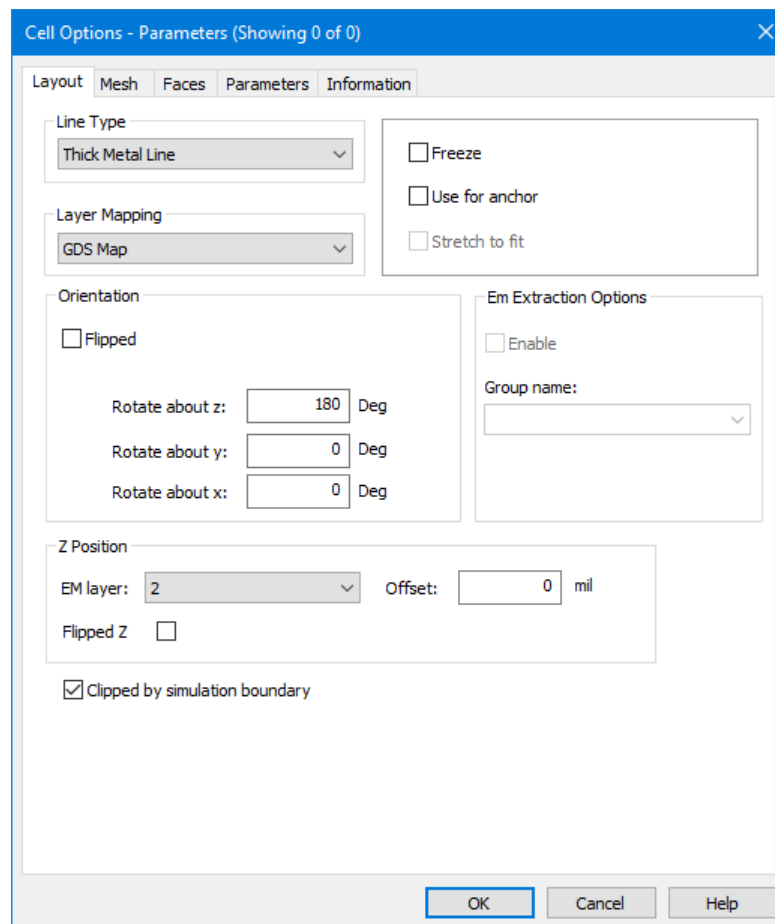 Cell Options - Parameters (Showing 0 of 0)
Layout Mesh Faces Parameters Information
Line Type
Thick Metal Line
Freeze
Use for anchor
Layer Mapping
GDS Map
Stretch to fit
Orientation
Flipped
Rotate about z: 180 Deg
Rotate about y: 0 Deg
Rotate about x: 0 Deg
Em Extraction Options
Enable
Group name:
Z Position
EM layer: 2 Offset: 0 mil
Flipped Z
Clipped by simulation boundary
OK Cancel Help